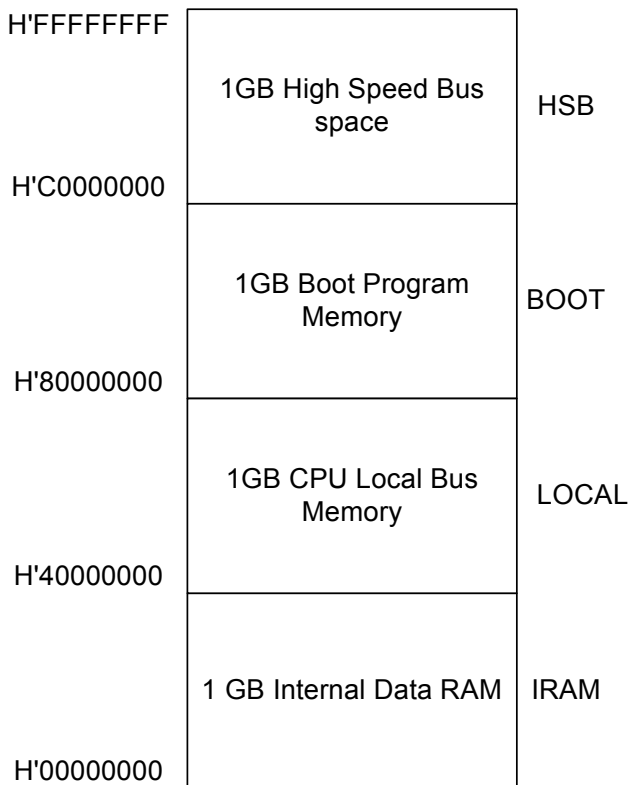 H'FFFFFFFF
1GB High Speed Bus
space
HSB
H'C0000000
1GB Boot Program
Memory
BOOT
H'80000000
1GB CPU Local Bus
Memory
LOCAL
H'40000000
1 GB Internal Data RAM
IRAM
H'00000000